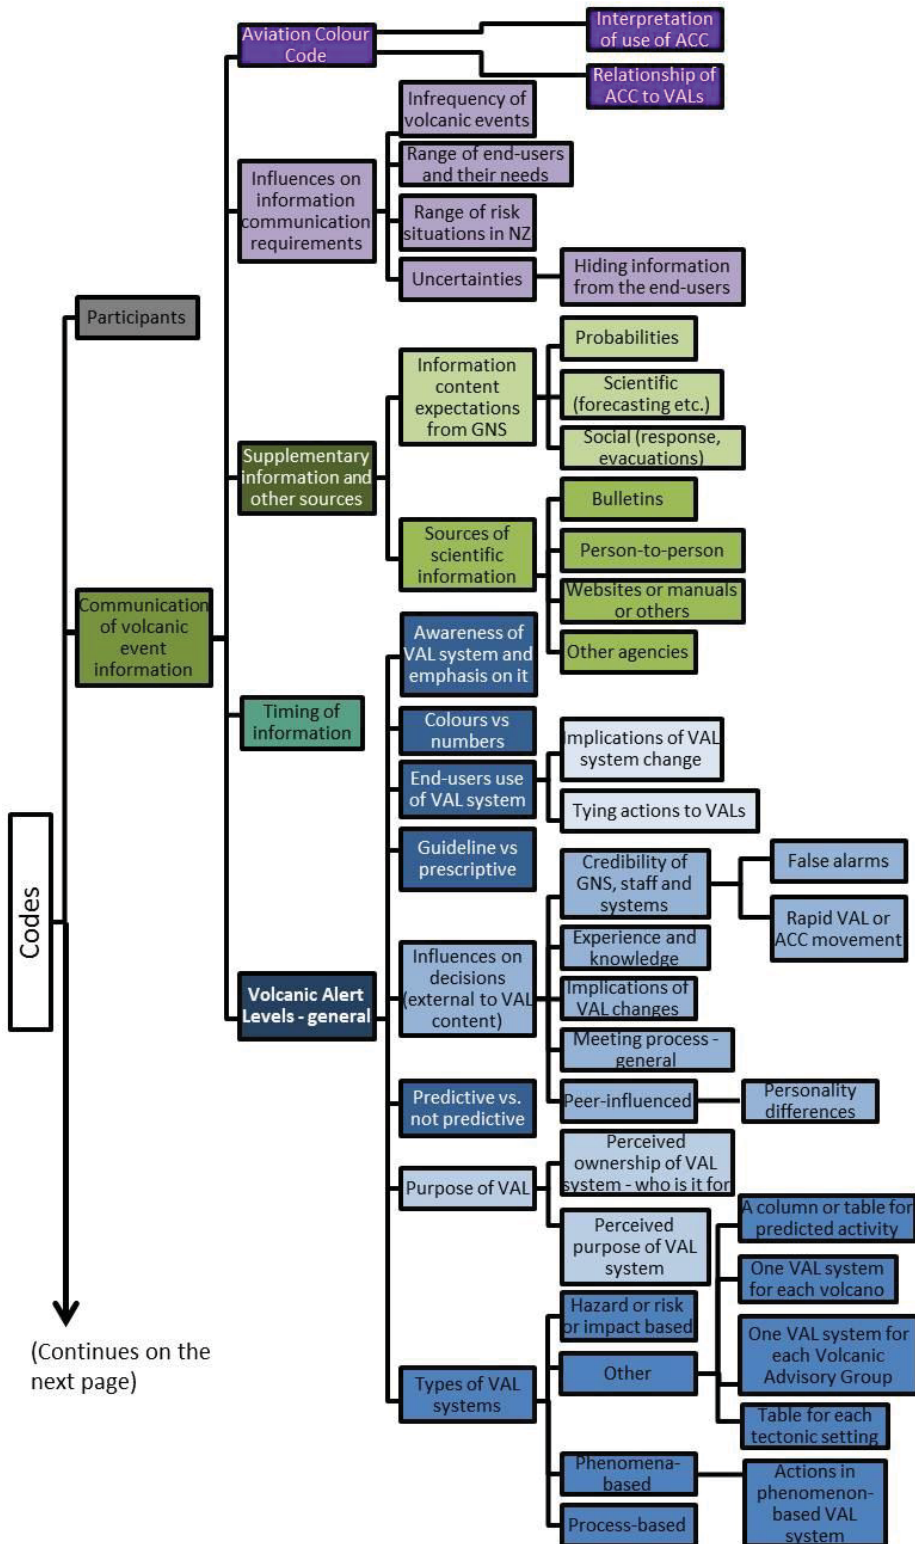 Aviation Colour
Code
Interpretation
of use of ACC
Relationship of
ACC to VALs
Influences on
information
communication
requirements
Infrequency of
volcanic events
Range of end-users
and their needs
Range of risk
situations in NZ
Uncertainties
Hiding information
from the end-users
Participants
Supplementary
information and
other sources
Information
content
expectations
from GNS
Probabilities
Scientific
(forecasting etc.)
Social (response,
evacuations)
Sources of
scientific
information
Bulletins
Person-to-person
Websites or manuals
or others
Other agencies
Communication
of volcanic
event
information
Timing of
information
Awareness of
VAL system and
emphasis on it
Colours vs
numbers
End-users use
of VAL system
Implications of VAL
system change
Tying actions to VALs
Guideline vs
prescriptive
Codes
Volcanic Alert
Levels - general
Influences on
decisions
(external to VAL
content)
Credibility of
GNS, staff and
systems
False alarms
Rapid VAL or
ACC movement
Experience and
knowledge
Implications of
VAL changes
Meeting process -
general
Peer-influenced
Personality
differences
Predictive vs.
not predictive
Purpose of VAL
Perceived
ownership of VAL
system - who is it for
Perceived
purpose of VAL
system
Types of VAL
systems
Hazard or risk
or impact based
Other
A column or table for
predicted activity
One VAL system
for each volcano
One VAL system for
each Volcanic
Advisory Group
Table for each
tectonic setting
Phenomena-
based
Actions in
phenomenon-
based VAL
system
Process-based
(Continues on the
next page)